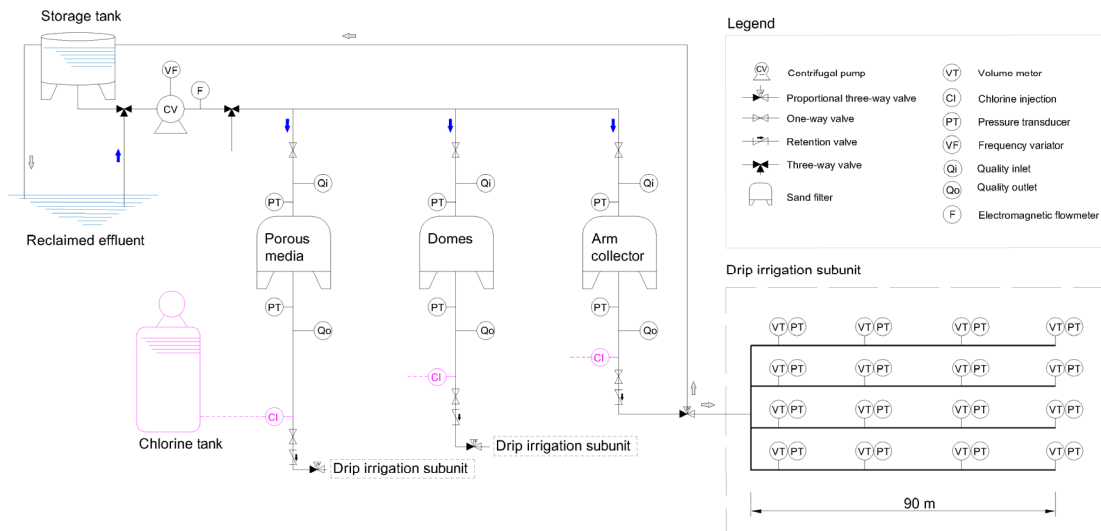 Storage tank
VF
F
CV
Reclaimed effluent
Qi
Qi
Qi
PT
PT
PT
Porous
media
Domes
Arm
collector
PT
PT
PT
Qo
Qo
Qo
CI
CI
CI
Chlorine tank
Drip irrigation subunit
Drip irrigation subunit
Legend
CV
Centrifugal pump
Proportional three-way valve
One-way valve
Retention valve
Three-way valve
Sand filter
VT
Volume meter
CI
Chlorine injection
PT
Pressure transducer
VF
Frequency variator
Qi
Quality inlet
Qo
Quality outlet
F
Electromagnetic flowmeter
Drip irrigation subunit
VT PT VT PT VT PT VT PT
VT PT VT PT VT PT VT PT
VT PT VT PT VT PT VT PT
VT PT VT PT VT PT VT PT
90 m